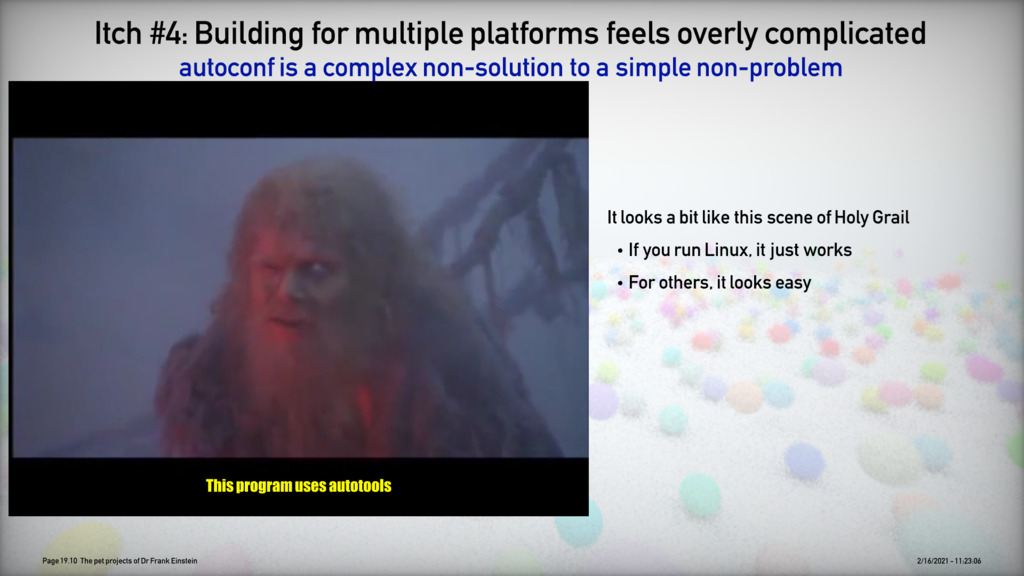 Itch #4: Building for multiple platforms feels overly complicated
autoconf is a complex non-solution to a simple non-problem
It looks a bit like this scene of Holy Grail
• If you run Linux, it just works
• For others, it looks easy
This program uses autotools
Page 19.10 The pet projects of Dr Frank Einstein
2/16/2021 - 11:23:06